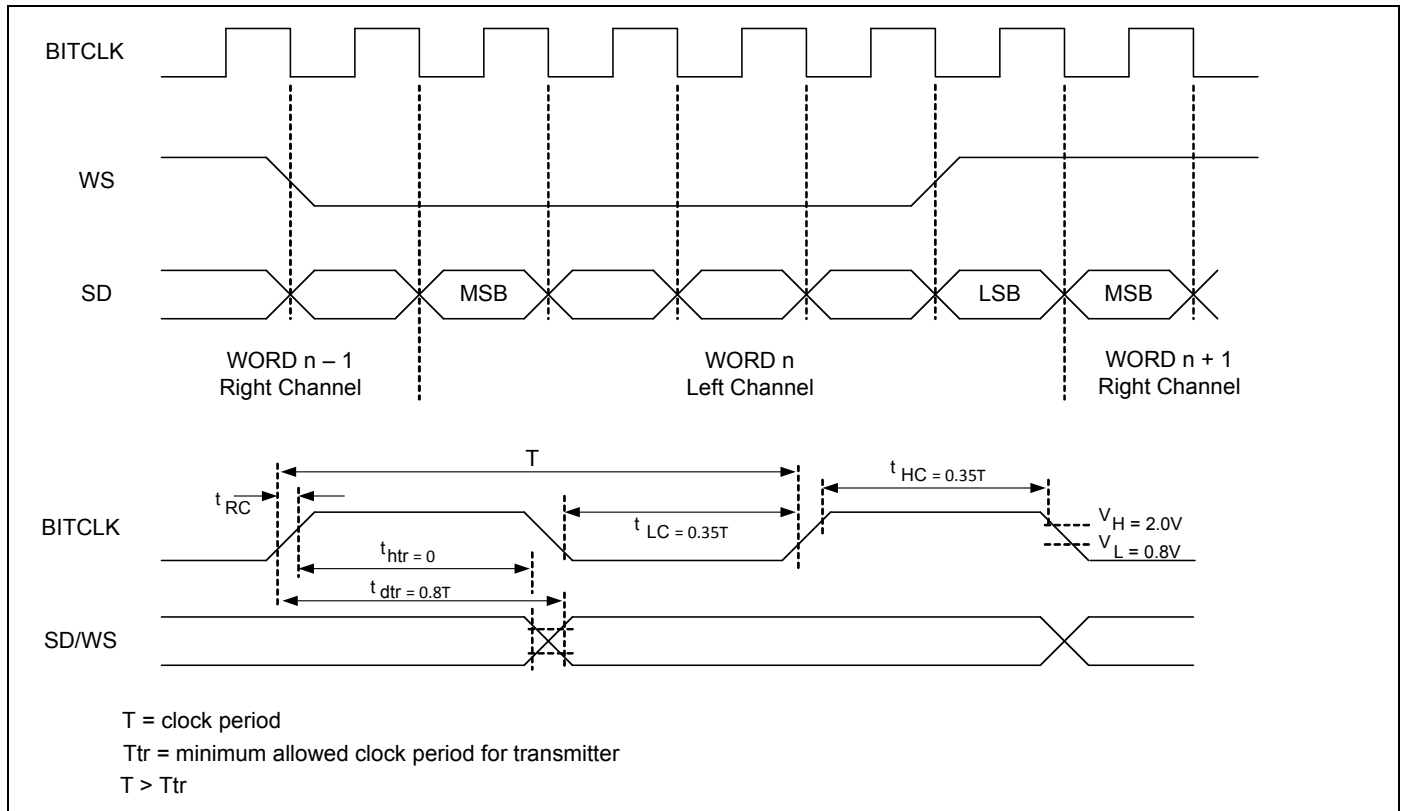 BITCLK
WS
SD
MSB
LSB
MSB
WORD n – 1
Right Channel
WORD n
Left Channel
WORD n + 1
Right Channel
T
t RC
t HC = 0.35T
BITCLK
t LC = 0.35T
V H = 2.0V
V L = 0.8V
t htr = 0
t dtr = 0.8T
SD/WS
T = clock period
Ttr = minimum allowed clock period for transmitter
T > Ttr